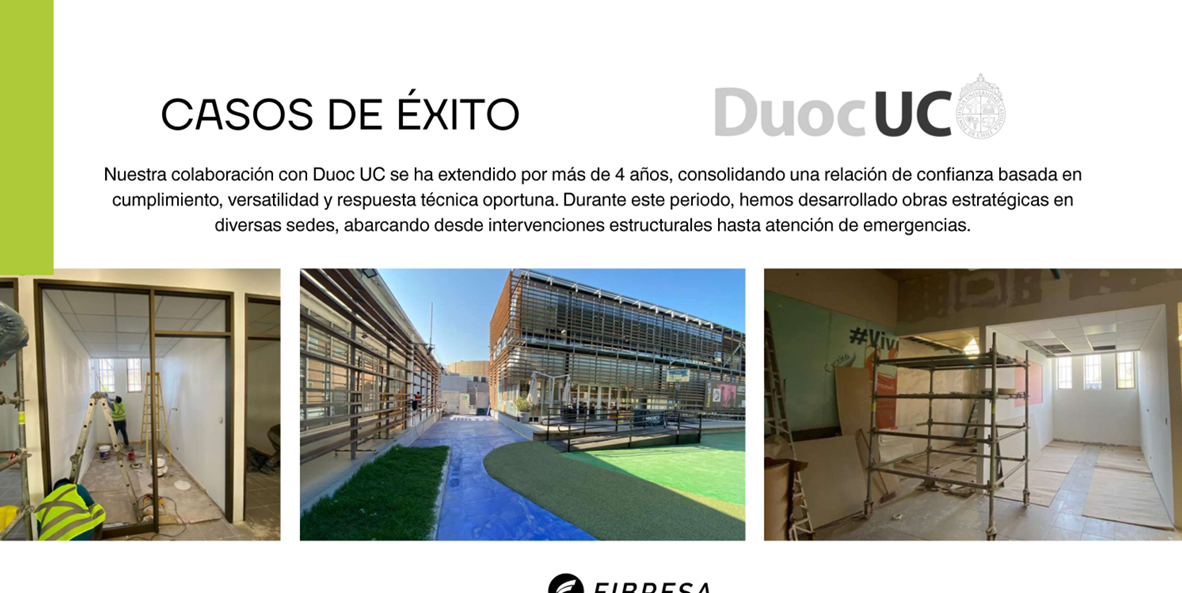 CASOS DE ÉXITO
Duoc UC
Nuestra colaboración con Duoc UC se ha extendido por más de 4 años, consolidando una relación de confianza basada en
cumplimiento, versatilidad y respuesta técnica oportuna. Durante este periodo, hemos desarrollado obras estratégicas en
diversas sedes, abarcando desde intervenciones estructurales hasta atención de emergencias.
#Viv